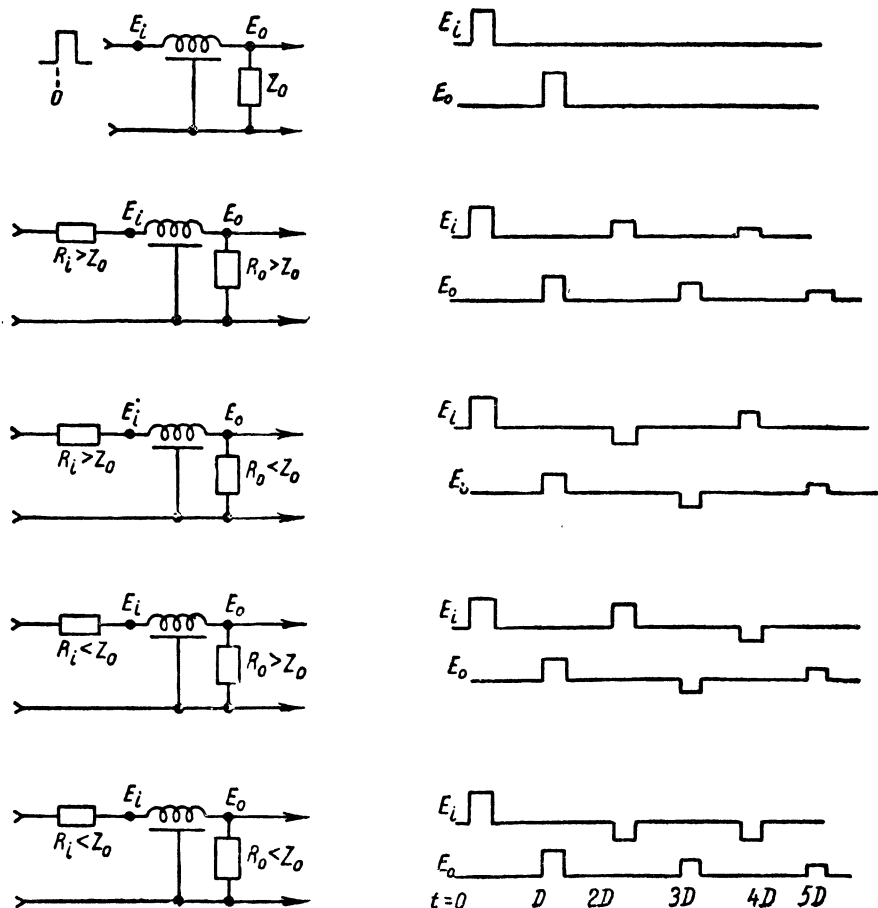 E_i E_o E_i
0 Z_0 E_o
E_i E_o E_i
R_i>Z_0 R_o>Z_0 E_o
E_i E_o E_i
R_i>Z_0 R_o<Z_0 E_o
E_i E_o E_i
R_i<Z_0 R_o>Z_0 E_o
E_i E_o E_i
R_i<Z_0 R_o<Z_0 E_o
t=0 D 2D 3D 4D 5D